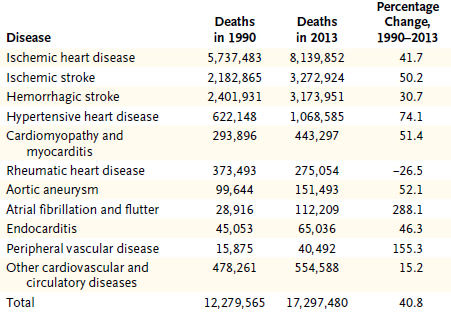 Disease Deaths in 1990 Deaths in 2013 Percentage Change, 1990–2013
Ischemic heart disease 5,737,483 8,139,852 41.7
Ischemic stroke 2,182,865 3,272,924 50.2
Hemorrhagic stroke 2,401,931 3,173,951 30.7
Hypertensive heart disease 622,148 1,068,585 74.1
Cardiomyopathy and 293,896 443,297 51.4
myocarditis
Rheumatic heart disease 373,493 275,054 −26.5
Aortic aneurysm 99,644 151,493 52.1
Atrial fibrillation and flutter 28,916 112,209 288.1
Endocarditis 45,053 65,036 46.3
Peripheral vascular disease 15,875 40,492 155.3
Other cardiovascular and 478,261 554,588 15.2
circulatory diseases
Total 12,279,565 17,297,480 40.8